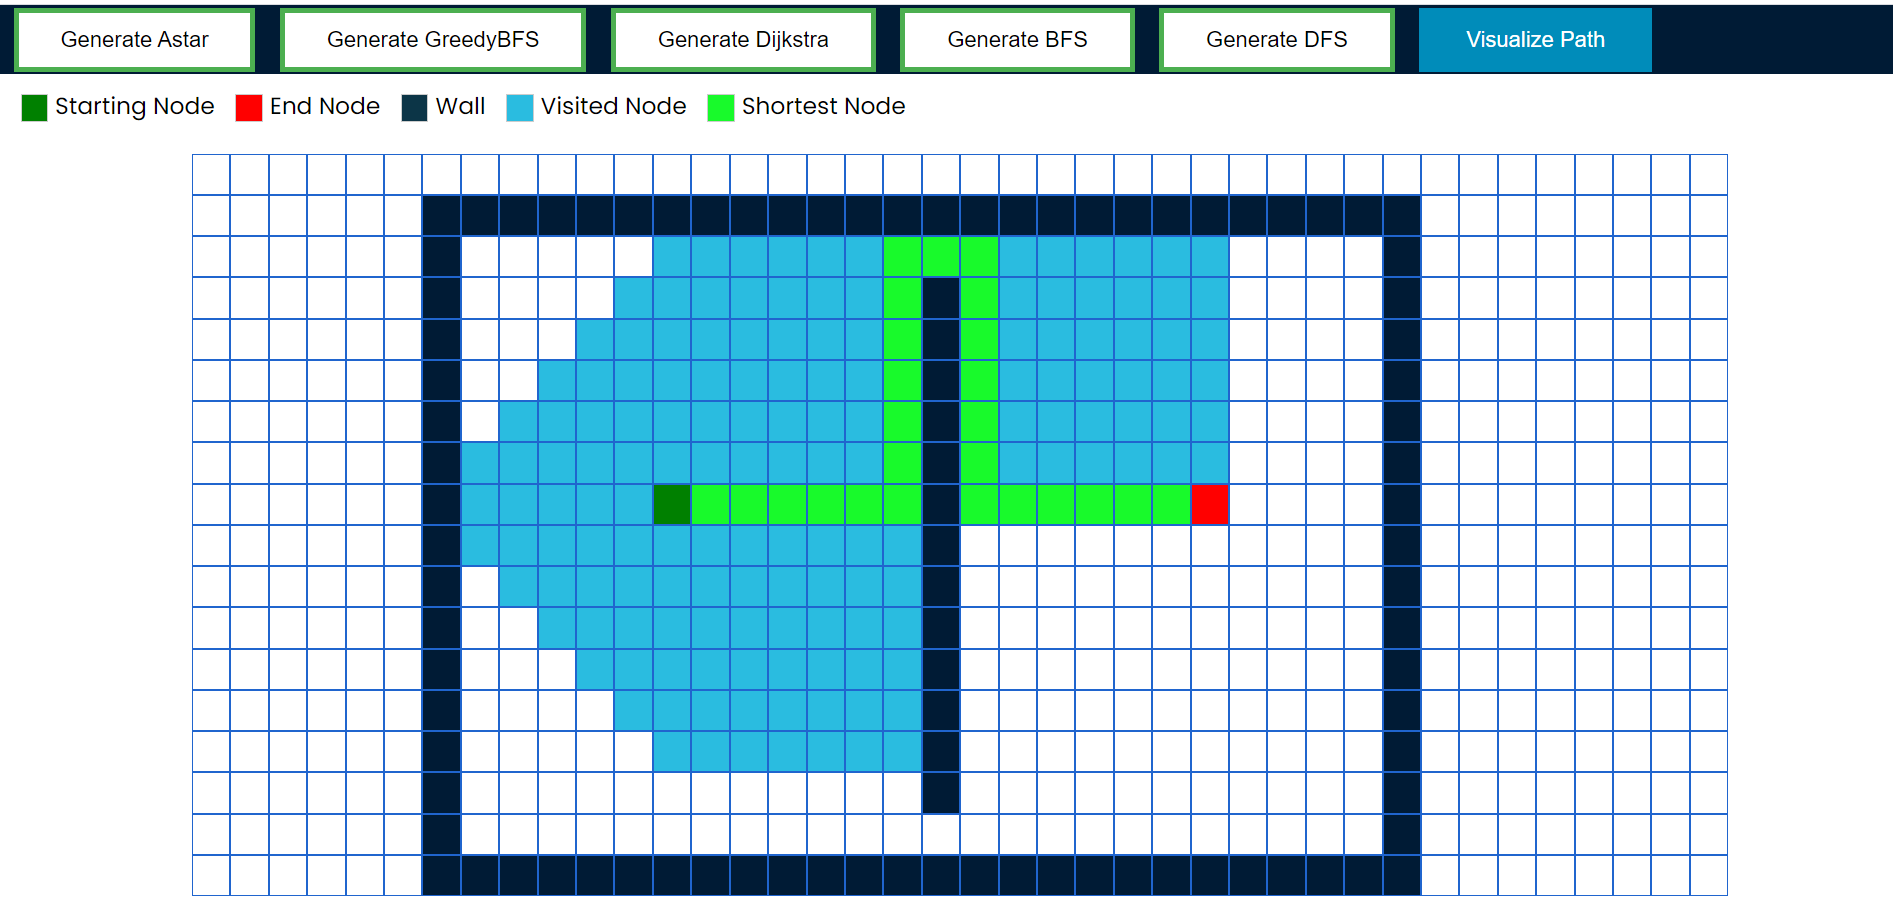 Generate Astar Generate GreedyBFS Generate Dijkstra Generate BFS Generate DFS Visualize Path
Starting Node End Node Wall Visited Node Shortest Node